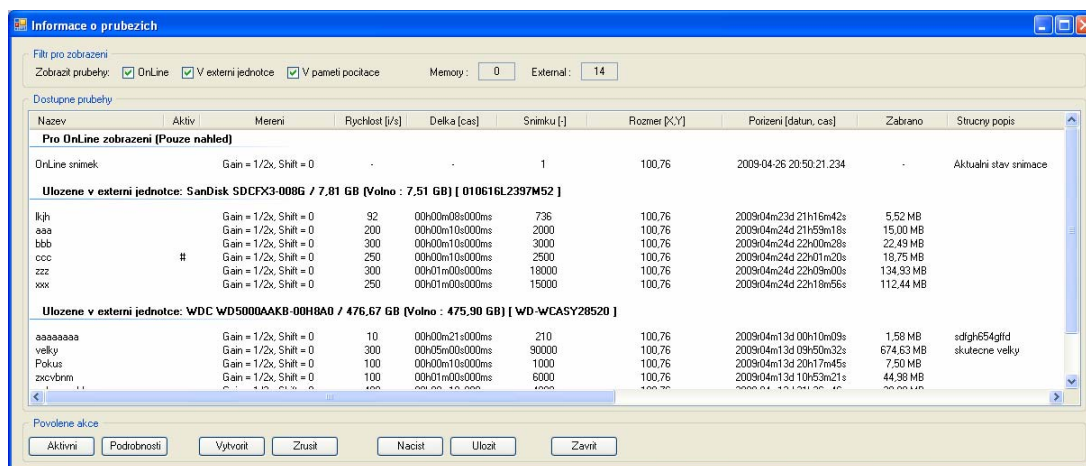 Informace o prubezich
Filtr pro zobrazeni
Zobrazit prubehy: OnLine V externi jednotce V pameti pocitace Memory : 0 External : 14
Dostupne prubehy
Nazev Aktiv Mereni Rychlost [i/s] Delka [cas] Snimku [-] Rozmer [X,Y] Porizeni [datun, cas] Zabrano Strucny popis
Pro OnLine zobrazeni (Pouze nahled)
OnLine snimek Gain = 1/2x, Shift = 0 - - 1 100,76 2009-04-26 20:50:21.234 - Aktualni stav snimace
Ulozene v externi jednotce: SanDisk SDCFX3-008G / 7,81 GB (Volno : 7,51 GB) [ 010616L2397M52 ]
lkjh Gain = 1/2x, Shift = 0 92 00h00m08s000ms 736 100,76 2009r04m23d 21h16m42s 5,52 MB
aaa Gain = 1/2x, Shift = 0 200 00h00m10s000ms 2000 100,76 2009r04m24d 21h59m18s 15,00 MB
bbb Gain = 1/2x, Shift = 0 300 00h00m10s000ms 3000 100,76 2009r04m24d 22h00m28s 22,49 MB
ccc # Gain = 1/2x, Shift = 0 250 00h00m10s000ms 2500 100,76 2009r04m24d 22h01m20s 18,75 MB
zzz Gain = 1/2x, Shift = 0 300 00h01m00s000ms 18000 100,76 2009r04m24d 22h09m00s 134,93 MB
xxx Gain = 1/2x, Shift = 0 250 00h01m00s000ms 15000 100,76 2009r04m24d 22h18m56s 112,44 MB
Ulozene v externi jednotce: WDC WD5000AAKB-00H8A0 / 476,67 GB (Volno : 475,90 GB) [ WD-WCASY28520 ]
aaaaaaaa Gain = 1/2x, Shift = 0 10 00h00m21s000ms 210 100,76 2009r04m13d 00h10m09s 1,58 MB sdfgh654gffd
velky Gain = 1/2x, Shift = 0 300 00h05m00s000ms 90000 100,76 2009r04m13d 09h50m32s 674,63 MB skutecne velky
Pokus Gain = 1/2x, Shift = 0 100 00h00m10s000ms 1000 100,76 2009r04m13d 20h17m45s 7,50 MB
zxcvbnm Gain = 1/2x, Shift = 0 100 00h01m00s000ms 6000 100,76 2009r04m13d 10h53m21s 44,98 MB
Povolene akce
Aktivni Podrobnosti Vytvorit Zrusit Nacist Ulozit Zavrit